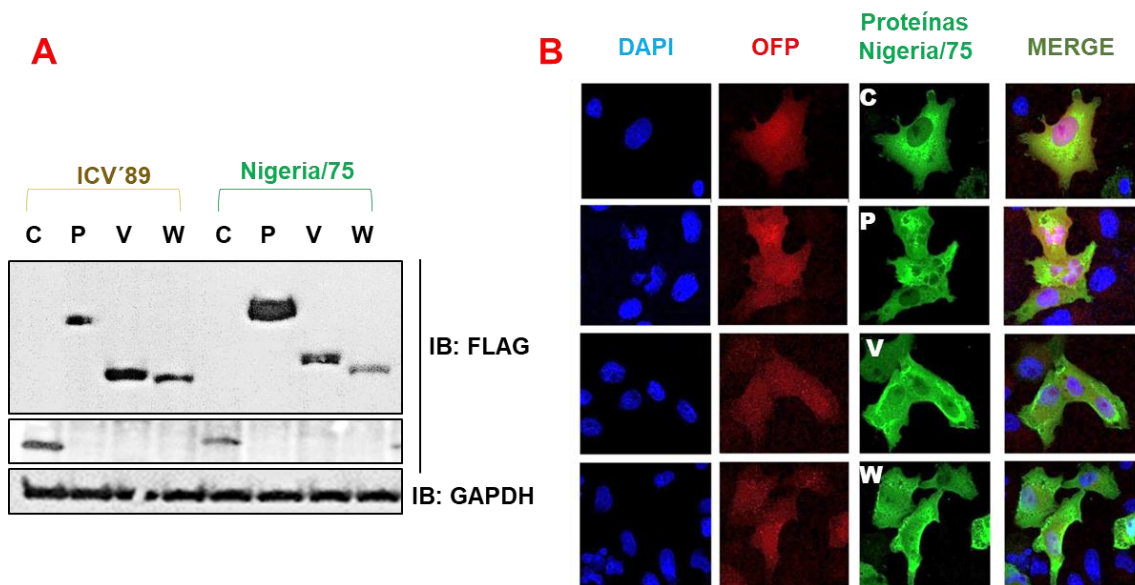 A
ICV´89
Nigeria/75
C P V W C P V W
IB: FLAG
IB: GAPDH
B
DAPI
OFP
Proteínas
Nigeria/75
MERGE
C
P
V
W